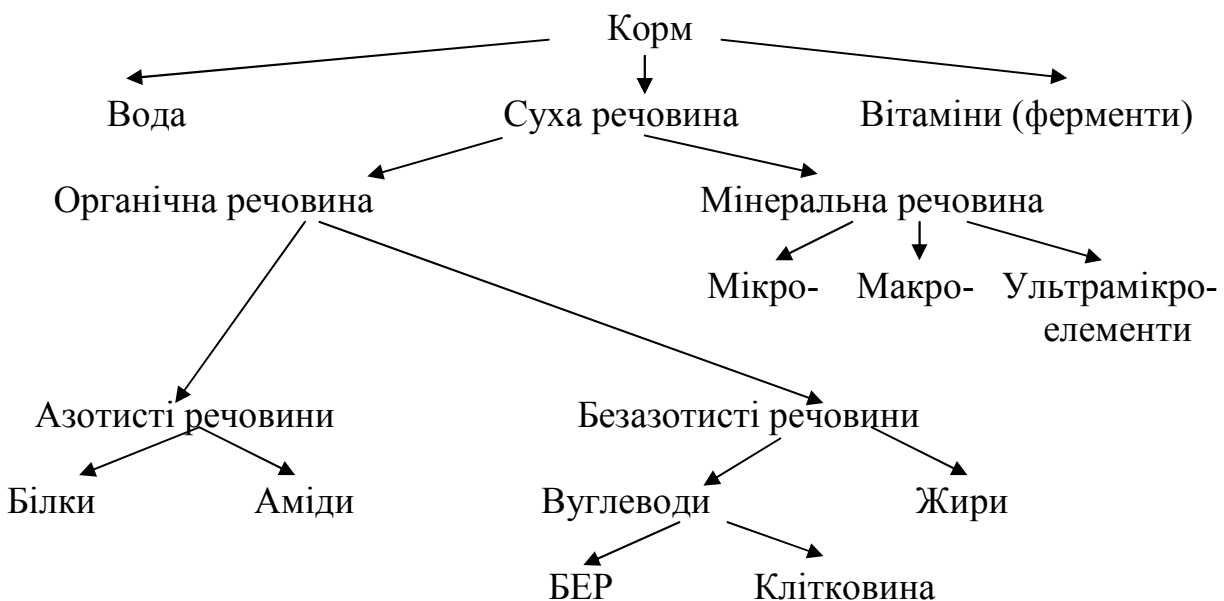 Корм
Вода Суха речовина Вітаміни (ферменти)
Органічна речовина Мінеральна речовина
Мікро- Макро- Ультрамікро-
елементи
Азотисті речовини Безазотисті речовини
Білки Аміди Вуглеводи Жири
БЕР Клітковина